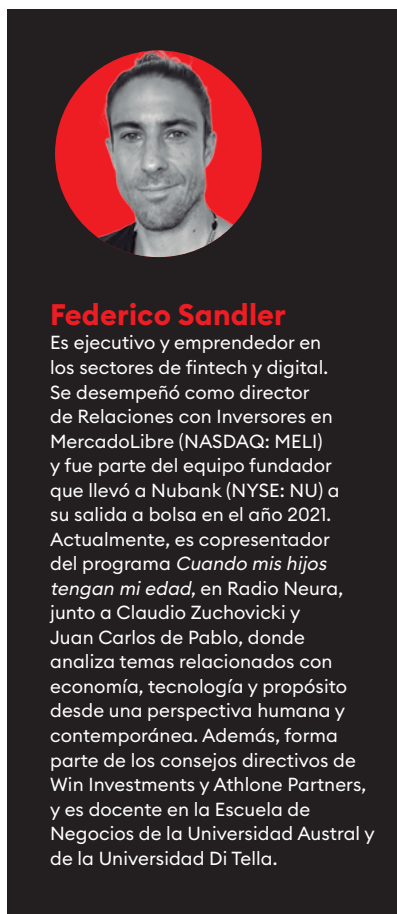 Federico Sandler
Es ejecutivo y emprendedor en
los sectores de fintech y digital.
Se desempeñó como director
de Relaciones con Inversores en
MercadoLibre (NASDAQ: MELI)
y fue parte del equipo fundador
que llevó a Nubank (NYSE: NU) a
su salida a bolsa en el año 2021.
Actualmente, es copresentador
del programa Cuando mis hijos
tengan mi edad, en Radio Neura,
junto a Claudio Zuchovicki y
Juan Carlos de Pablo, donde
analiza temas relacionados con
economía, tecnología y propósito
desde una perspectiva humana y
contemporánea. Además, forma
parte de los consejos directivos de
Win Investments y Athlone Partners,
y es docente en la Escuela de
Negocios de la Universidad Austral y
de la Universidad Di Tella.